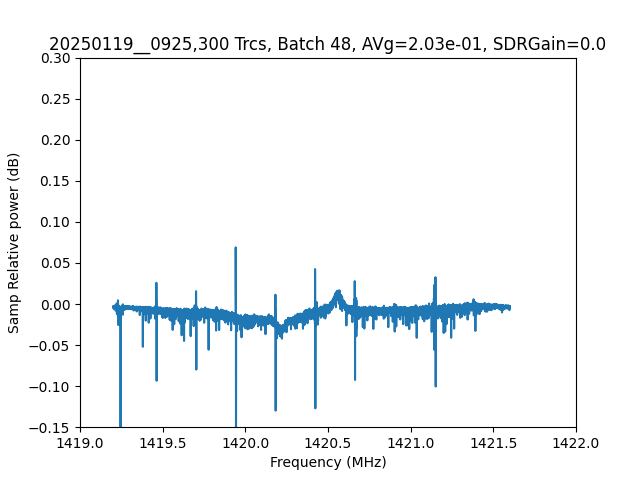 20250119__0925,300 Trcs, Batch 48, AVg=2.03e-01, SDRGain=0.0
0.30
0.25
0.20
0.15
0.10
0.05
0.00
−0.05
−0.10
−0.15
Samp Relative power (dB)
1419.0 1419.5 1420.0 1420.5 1421.0 1421.5 1422.0
Frequency (MHz)